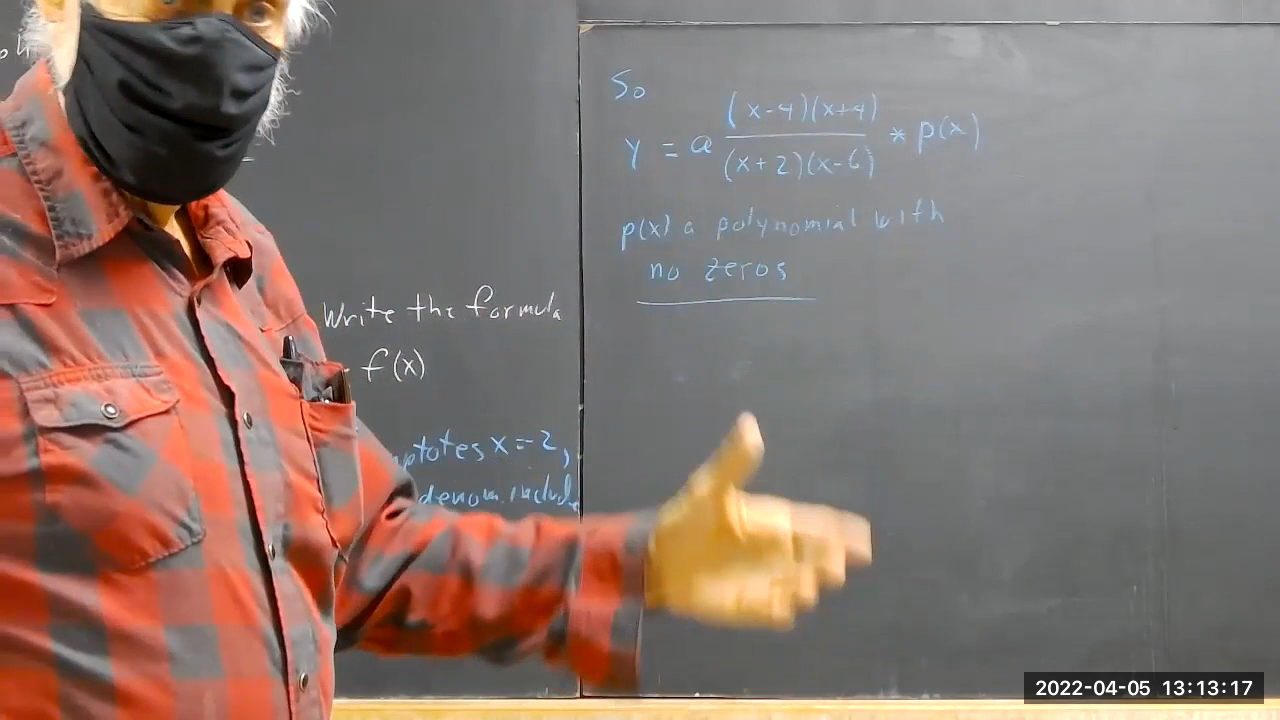 So
y = a (x-4)(x+4) / (x+2)(x-6) * p(x)
p(x) a polynomial with
no zeros
Write the formula
f(x)
ptotes x = 2,
denom. include
2022-04-05 13:13:17